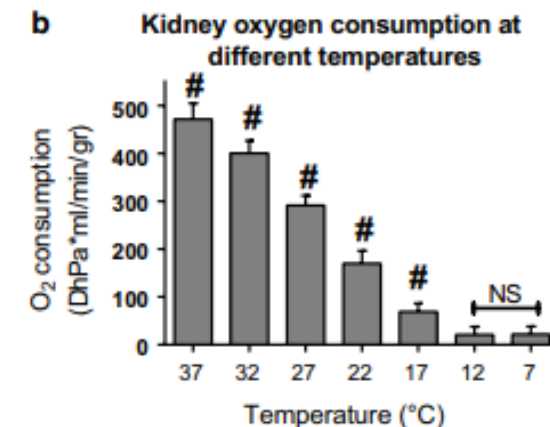 b
Kidney oxygen consumption at
different temperatures
O₂ consumption
(DhPa*ml/min/gr)
500
400
300
200
100
0
# # # # #
NS
37 32 27 22 17 12 7
Temperature (°C)